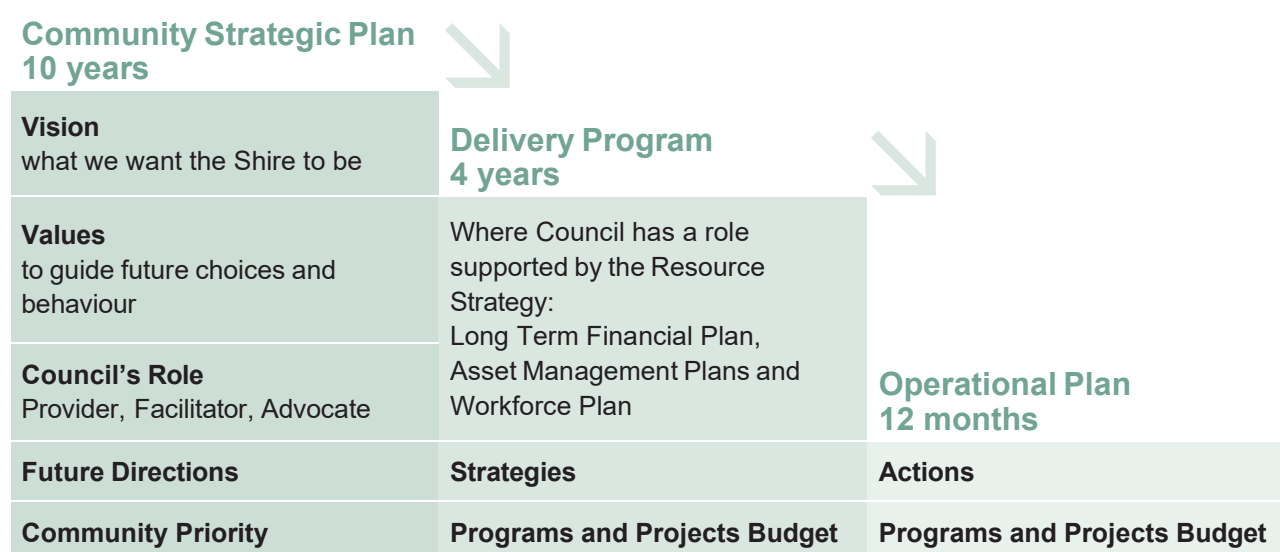 Community Strategic Plan
10 years
Vision
what we want the Shire to be
Values
to guide future choices and
behaviour
Council’s Role
Provider, Facilitator, Advocate
Future Directions
Community Priority
Delivery Program
4 years
Where Council has a role
supported by the Resource
Strategy:
Long Term Financial Plan,
Asset Management Plans and
Workforce Plan
Strategies
Programs and Projects Budget
Operational Plan
12 months
Actions
Programs and Projects Budget